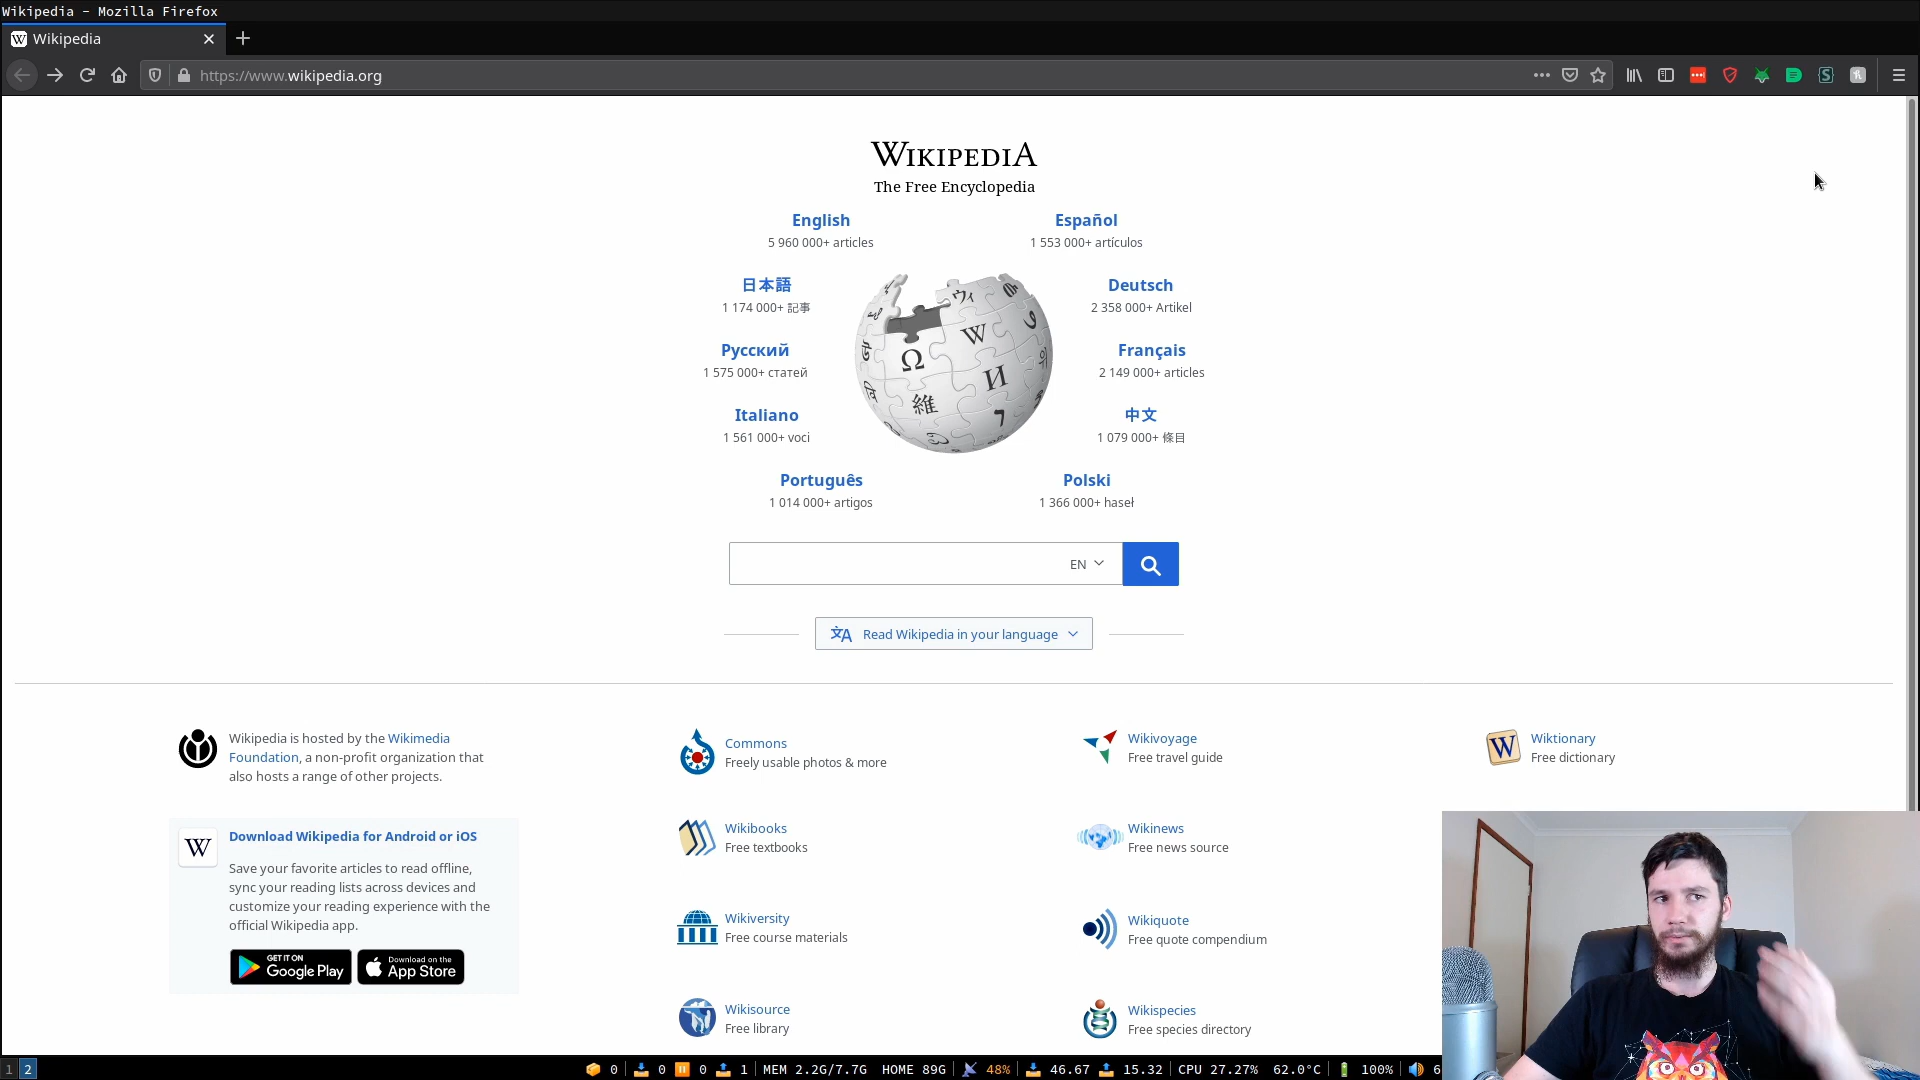 Wikipedia - Mozilla Firefox
Wikipedia
https://www.wikipedia.org
WIKIPEDIA
The Free Encyclopedia
English
5 960 000+ articles
Español
1 553 000+ artículos
日本語
1 174 000+ 記事
Deutsch
2 358 000+ Artikel
Русский
1 575 000+ статей
Français
2 149 000+ articles
Italiano
1 561 000+ voci
中文
1 079 000+ 條目
Português
1 014 000+ artigos
Polski
1 366 000+ haseł
Ω W И 維 ウィ
EN
Read Wikipedia in your language
Wikipedia is hosted by the Wikimedia
Foundation, a non-profit organization that
also hosts a range of other projects.
W
Download Wikipedia for Android or iOS
Save your favorite articles to read offline,
sync your reading lists across devices and
customize your reading experience with the
official Wikipedia app.
GET IT ON
Google Play
Download on the
App Store
Commons
Freely usable photos & more
Wikivoyage
Free travel guide
W
Wiktionary
Free dictionary
Wikibooks
Free textbooks
Wikinews
Free news source
Wikiversity
Free course materials
Wikiquote
Free quote compendium
Wikisource
Free library
Wikispecies
Free species directory
1 2
0 0 0 1 MEM 2.2G/7.7G HOME 89G 48% 46.67 15.32 CPU 27.27% 62.0°C 100% 6